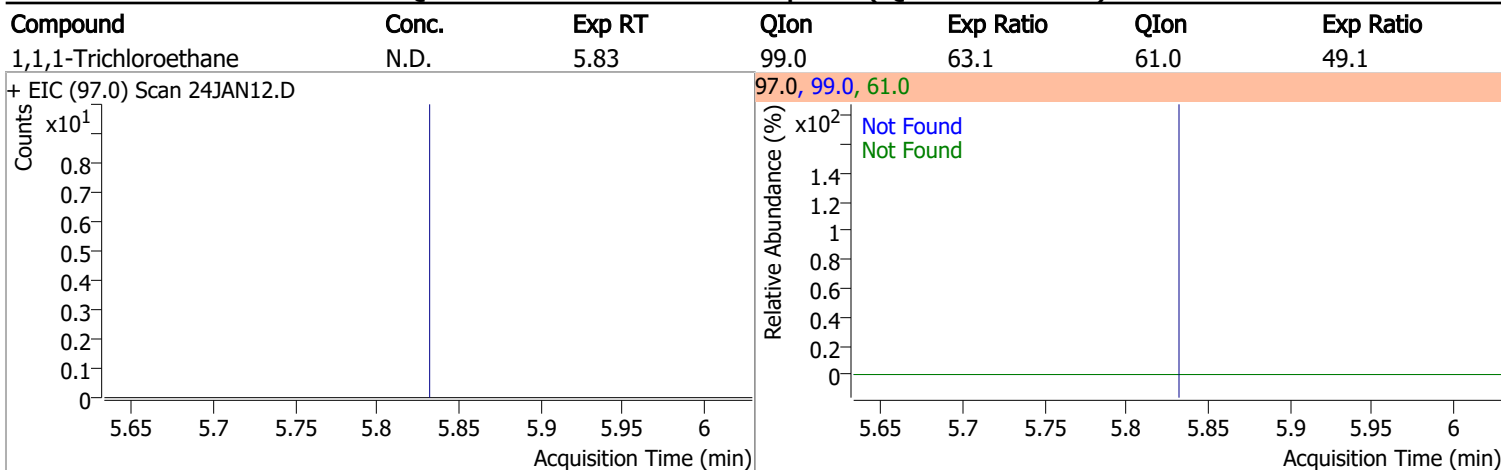 Compound Conc. Exp RT QIon Exp Ratio QIon Exp Ratio
1,1,1-Trichloroethane N.D. 5.83 99.0 63.1 61.0 49.1
+ EIC (97.0) Scan 24JAN12.D
Counts
x10¹
0.8
0.7
0.6
0.5
0.4
0.3
0.2
0.1
0
5.65 5.7 5.75 5.8 5.85 5.9 5.95 6
Acquisition Time (min)
97.0, 99.0, 61.0
Relative Abundance (%)
x10²
Not Found
Not Found
1.4
1.2
1
0.8
0.6
0.4
0.2
0
5.65 5.7 5.75 5.8 5.85 5.9 5.95 6
Acquisition Time (min)